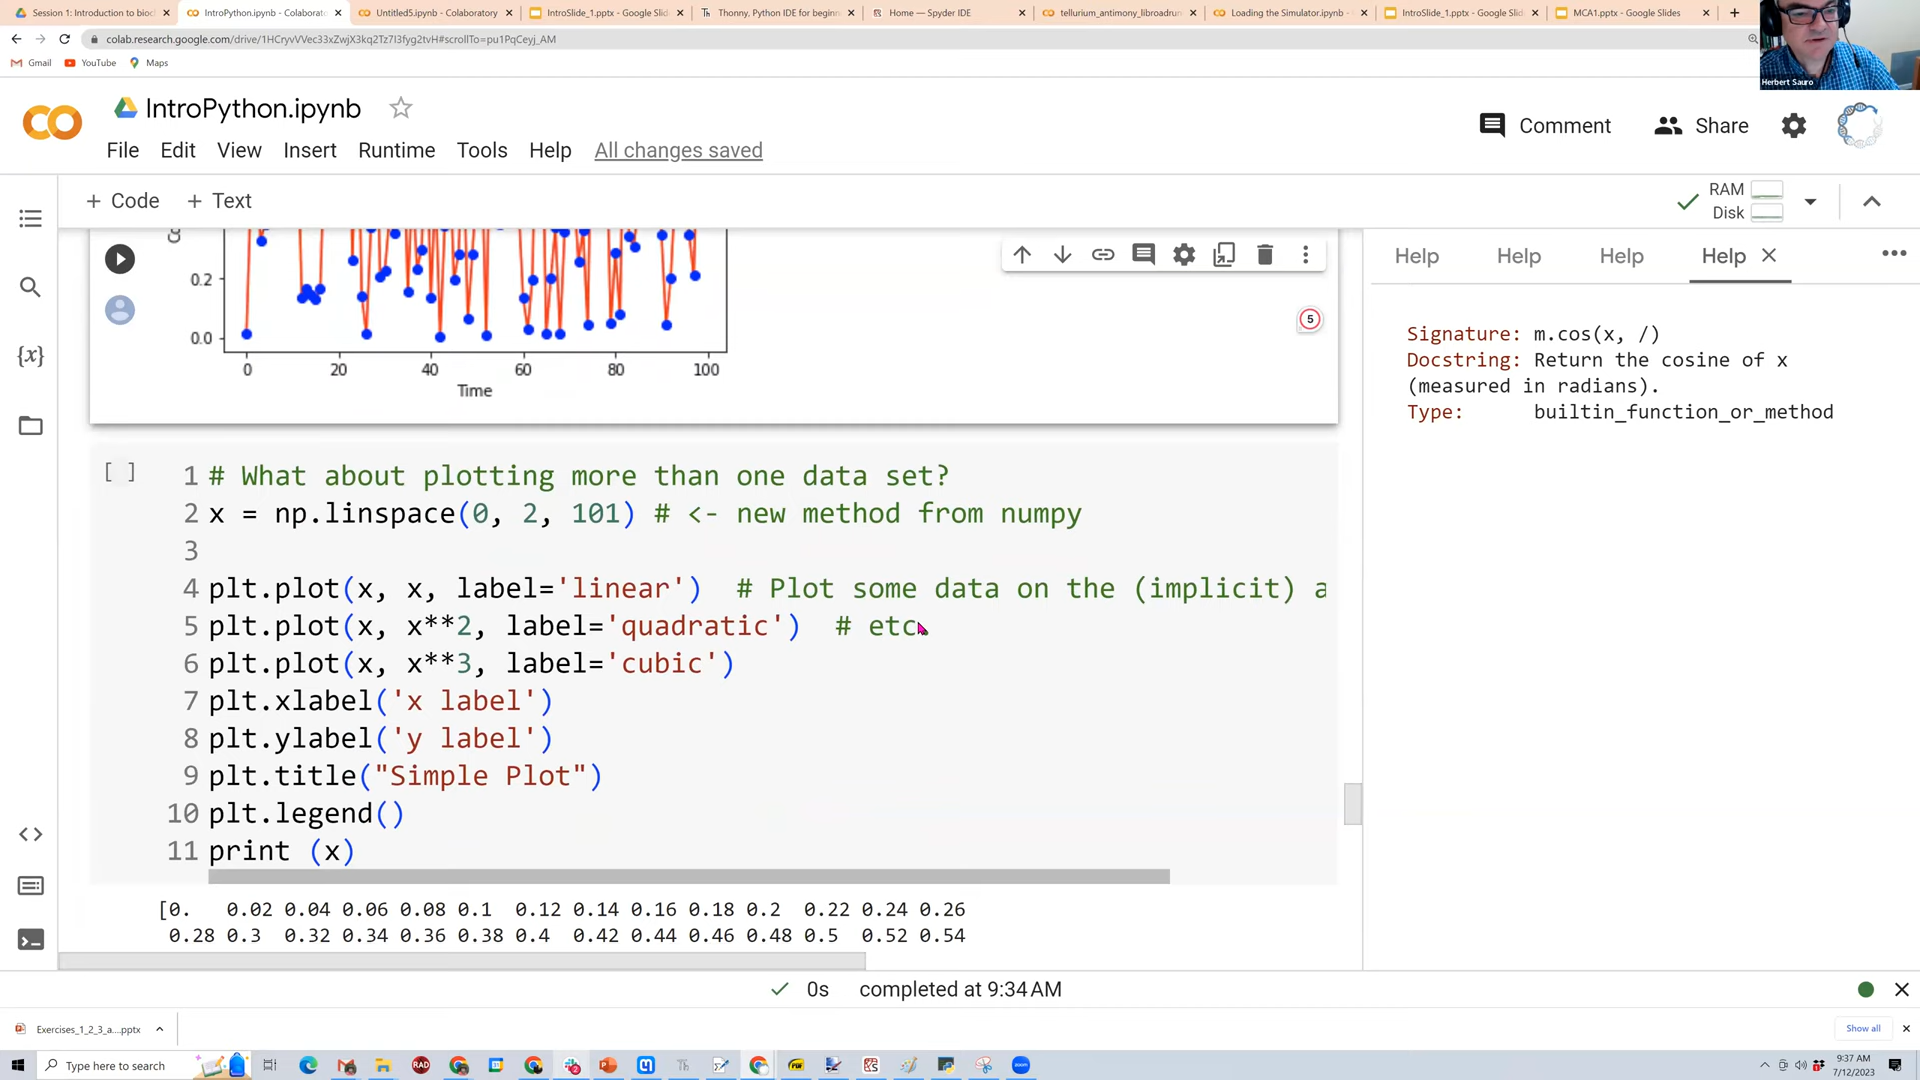 Session 1: Introduction to bioc
IntroPython.ipynb - Colaborato
Untitled5.ipynb - Colaboratory
IntroSlide_1.pptx - Google Slid
Thonny, Python IDE for beginn
Home — Spyder IDE
tellurium_antimony_libroadrun
Loading the Simulator.ipynb -
IntroSlide_1.pptx - Google Slid
MCA1.pptx - Google Slides
colab.research.google.com/drive/1HCryvVVec33xZwjX3kq2Tz7I3fyg2tvH#scrollTo=pu1PqCeyj_AM
Gmail
YouTube
Maps
Herbert Sauro
IntroPython.ipynb
File Edit View Insert Runtime Tools Help All changes saved
Comment
Share
+ Code + Text
RAM
Disk
0.2
0.0
0 20 40 60 80 100
Time
5
[ ]
1 # What about plotting more than one data set?
2 x = np.linspace(0, 2, 101) # <- new method from numpy
3
4 plt.plot(x, x, label='linear')  # Plot some data on the (implicit) a
5 plt.plot(x, x**2, label='quadratic')  # etc
6 plt.plot(x, x**3, label='cubic')
7 plt.xlabel('x label')
8 plt.ylabel('y label')
9 plt.title("Simple Plot")
10 plt.legend()
11 print (x)
[0. 0.02 0.04 0.06 0.08 0.1 0.12 0.14 0.16 0.18 0.2 0.22 0.24 0.26
0.28 0.3 0.32 0.34 0.36 0.38 0.4 0.42 0.44 0.46 0.48 0.5 0.52 0.54
Help Help Help Help
Signature: m.cos(x, /)
Docstring: Return the cosine of x
(measured in radians).
Type: builtin_function_or_method
0s completed at 9:34 AM
Exercises_1_2_3_a....pptx
Show all
Type here to search
9:37 AM
7/12/2023